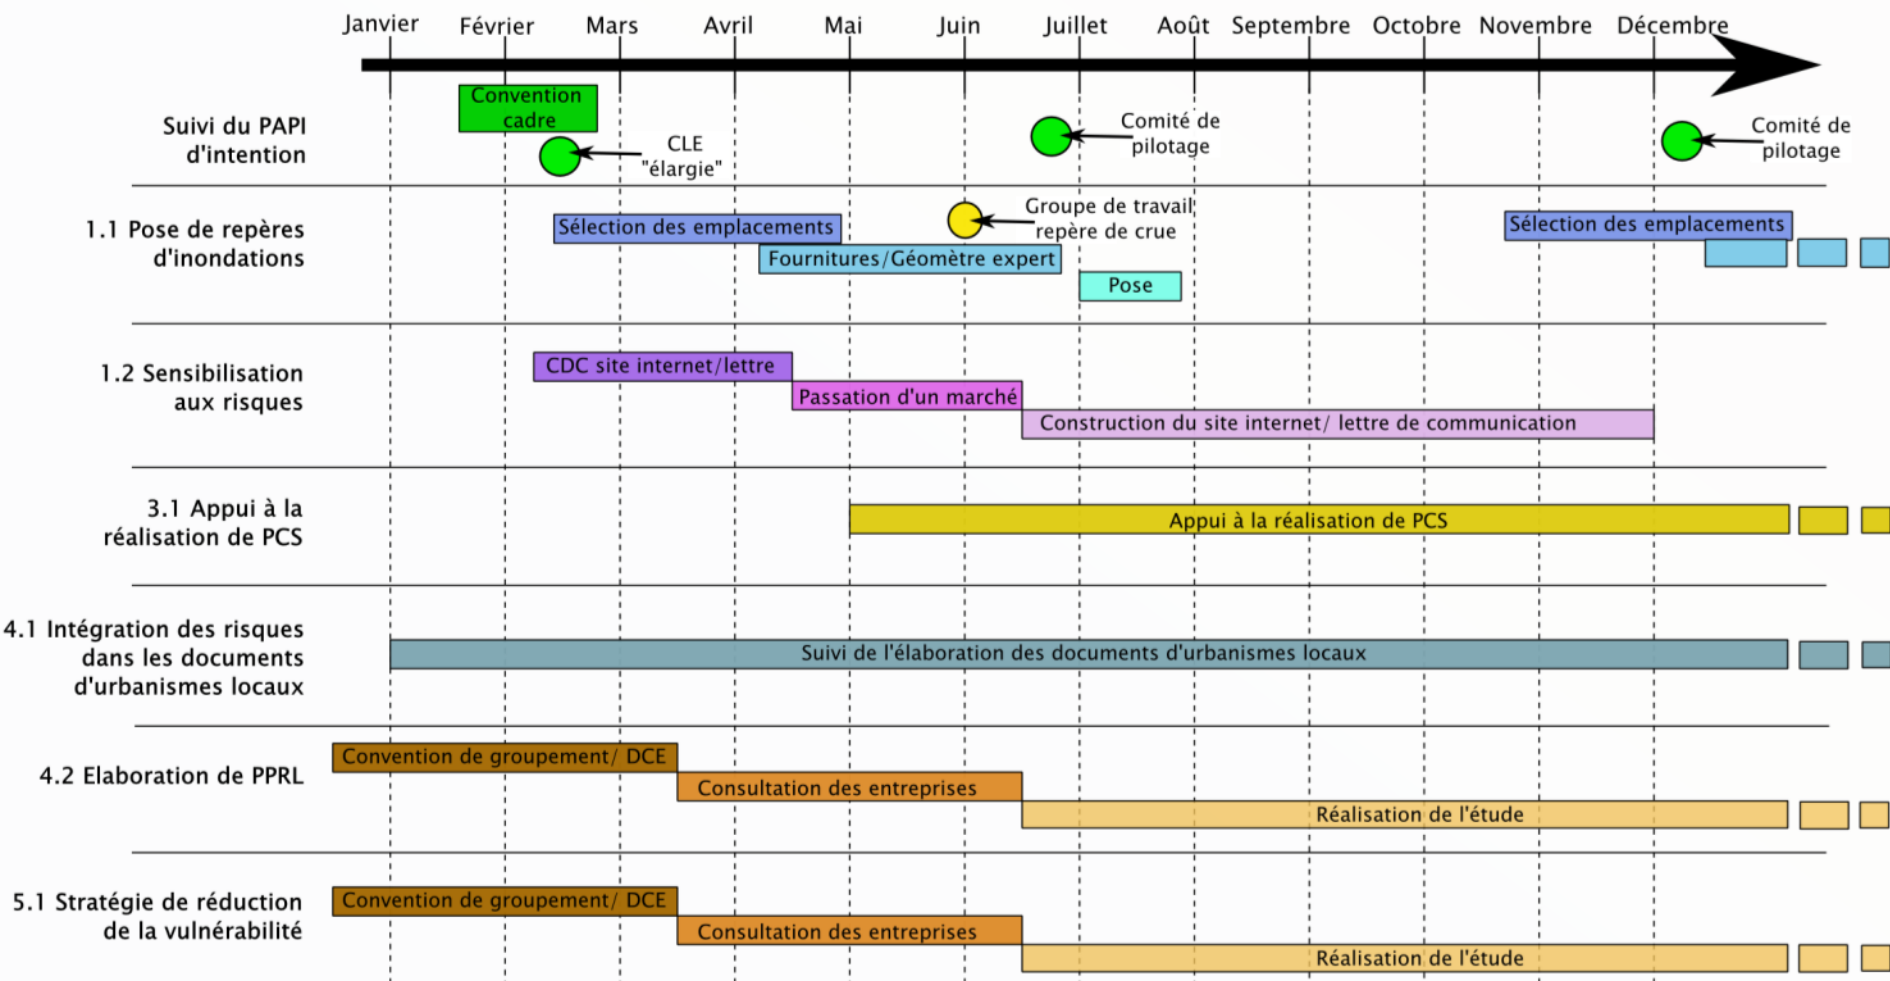 Janvier Février Mars Avril Mai Juin Juillet Août Septembre Octobre Novembre Décembre
Suivi du PAPI
d'intention
Convention
cadre
CLE
"élargie"
Comité de
pilotage
Comité de
pilotage
1.1 Pose de repères
d'inondations
Sélection des emplacements
Groupe de travail
repère de crue
Sélection des emplacements
Fournitures/Géomètre expert
Pose
1.2 Sensibilisation
aux risques
CDC site internet/lettre
Passation d'un marché
Construction du site internet/ lettre de communication
3.1 Appui à la
réalisation de PCS
Appui à la réalisation de PCS
4.1 Intégration des risques
dans les documents
d'urbanismes locaux
Suivi de l'élaboration des documents d'urbanismes locaux
4.2 Elaboration de PPRL
Convention de groupement/ DCE
Consultation des entreprises
Réalisation de l'étude
5.1 Stratégie de réduction
de la vulnérabilité
Convention de groupement/ DCE
Consultation des entreprises
Réalisation de l'étude